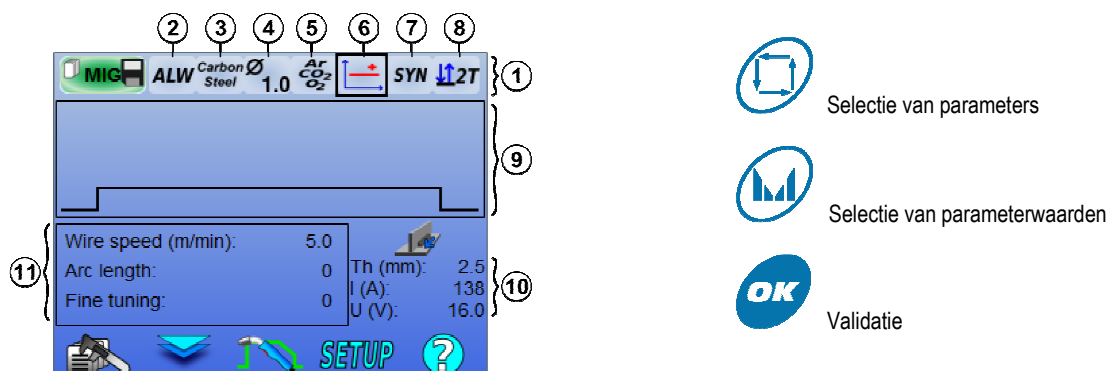 2 3 4 5 6 7 8
MIG ALW Carbon Steel Ø 1.0 Ar CO2 O2 SYN 2T 1
9
Wire speed (m/min): 5.0
Arc length: 0
Fine tuning: 0
11
Th (mm): 2.5
I (A): 138
U (V): 16.0
10
SETUP ?
Selectie van parameters
Selectie van parameterwaarden
OK
Validatie